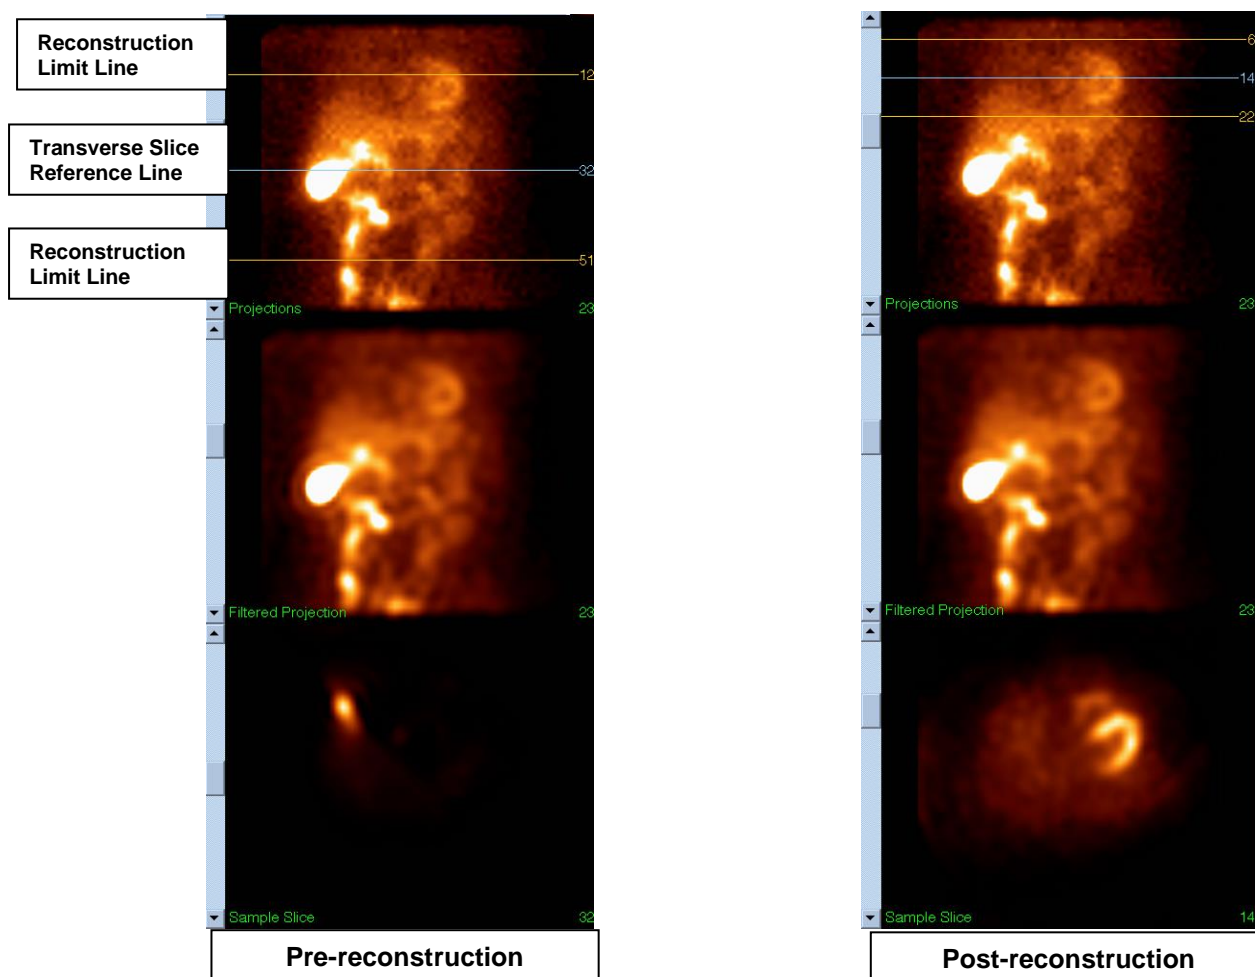 Reconstruction
Limit Line
12
6
14
Transverse Slice
Reference Line
22
32
Reconstruction
Limit Line
51
Projections 23
Projections 23
Filtered Projection 23
Filtered Projection 23
Sample Slice 32
Sample Slice 14
Pre-reconstruction
Post-reconstruction